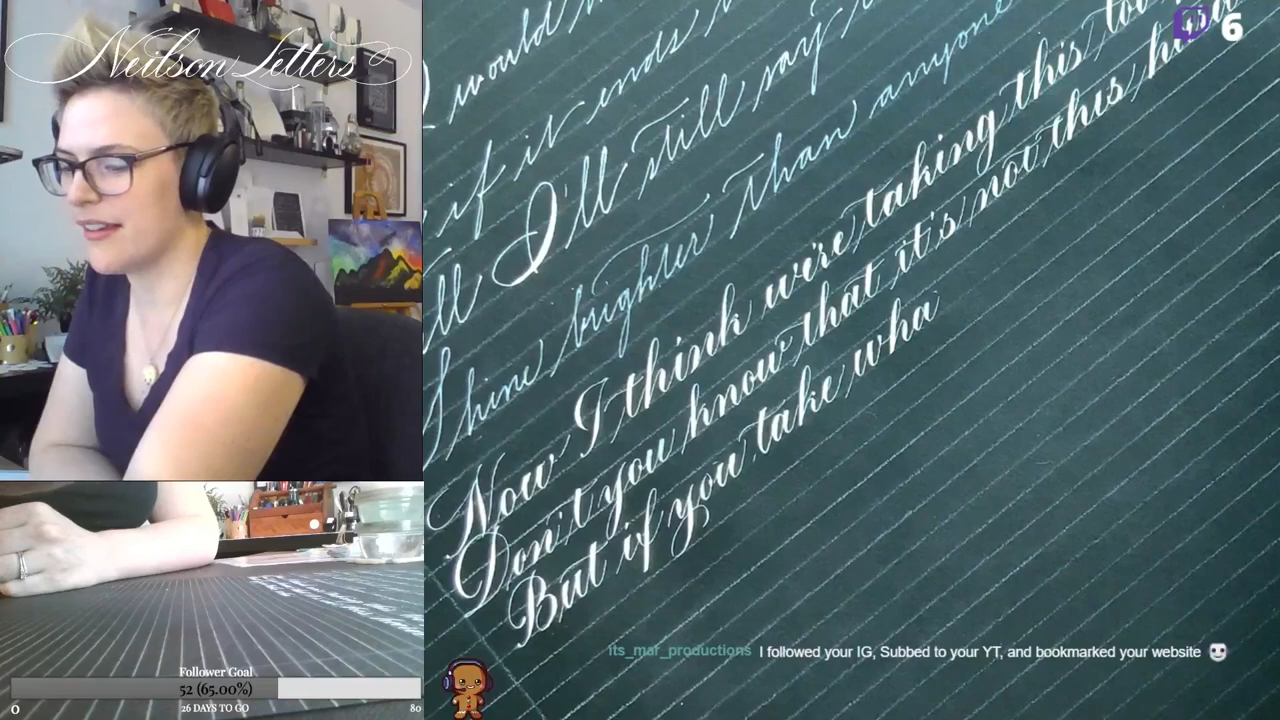 Neilson Letters
6
I would
if it ends
I'll still say
Shine brighter than anyone
Now I think we're taking this
Don't you know that it's not this
But if you take wha
its_mar_productions I followed your IG, Subbed to your YT, and bookmarked your website
Follower Goal
52 (65.00%)
0 26 DAYS TO GO 80